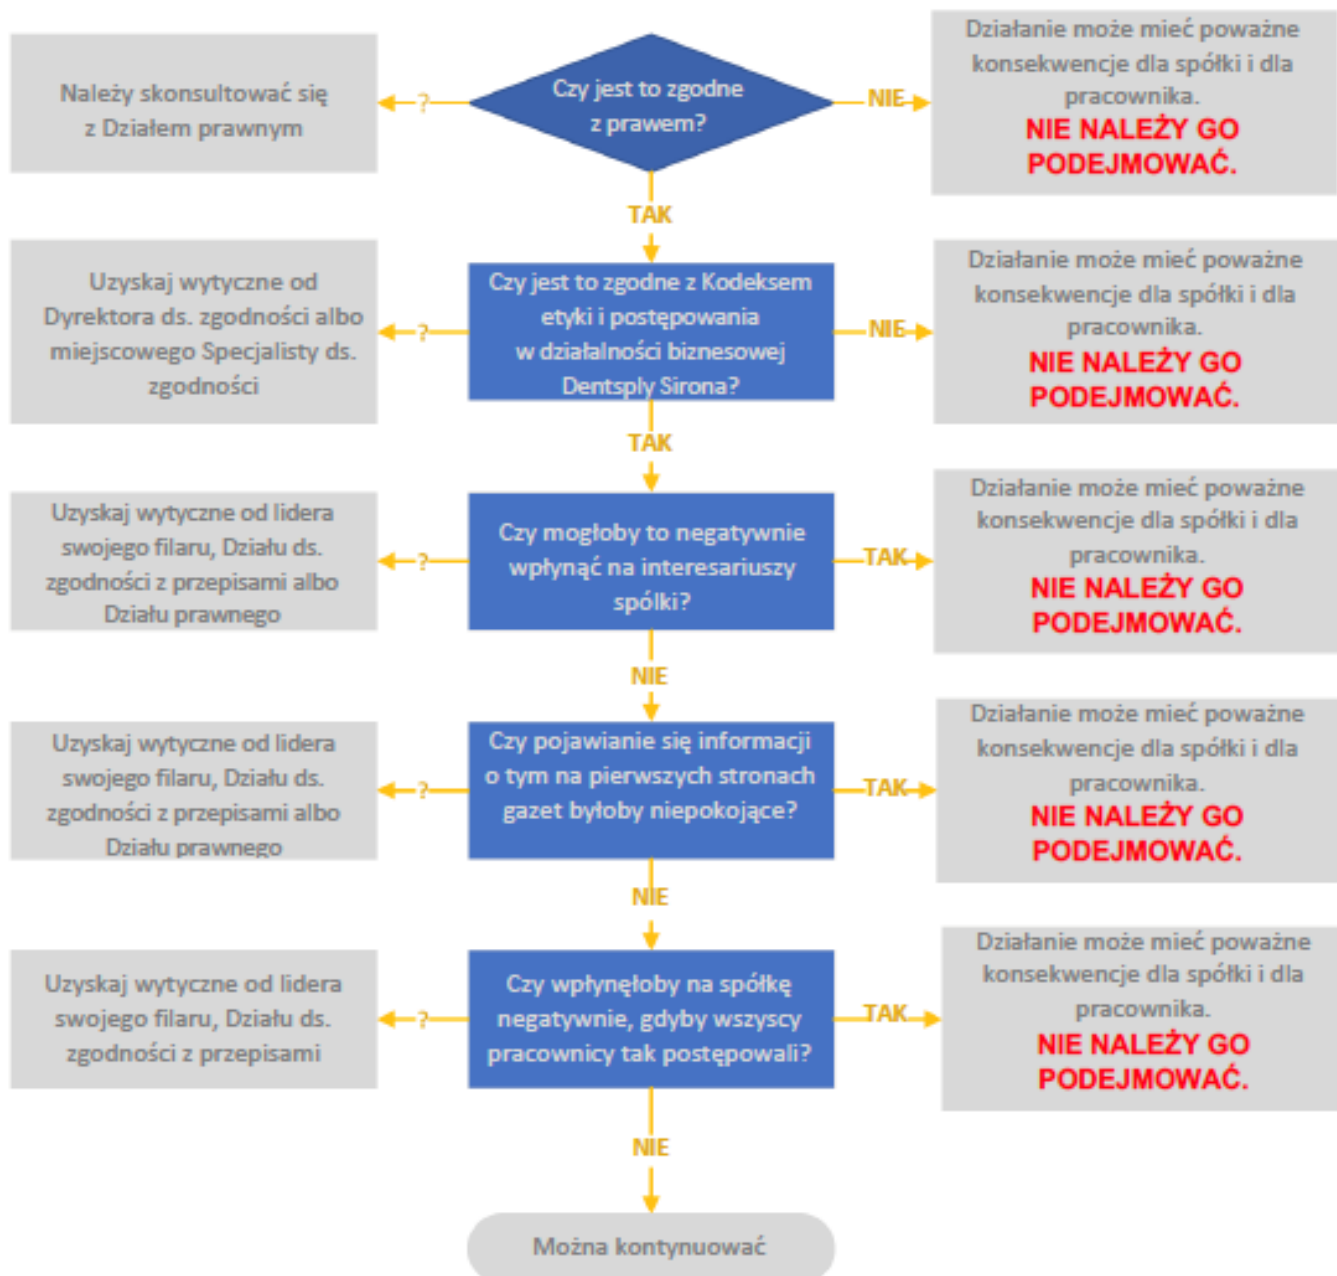 Należy skonsultować się
z Działem prawnym
?
Czy jest to zgodne
z prawem?
NIE
Działanie może mieć poważne
konsekwencje dla spółki i dla
pracownika.
NIE NALEŻY GO
PODEJMOWAĆ.
TAK
Uzyskaj wytyczne od
Dyrektora ds. zgodności albo
miejscowego Specjalisty ds.
zgodności
?
Czy jest to zgodne z Kodeksem
etyki i postępowania
w działalności biznesowej
Dentsply Sirona?
NIE
Działanie może mieć poważne
konsekwencje dla spółki i dla
pracownika.
NIE NALEŻY GO
PODEJMOWAĆ.
TAK
Uzyskaj wytyczne od lidera
swojego filaru, Działu ds.
zgodności z przepisami albo
Działu prawnego
?
Czy mogłoby to negatywnie
wpłynąć na interesariuszy
spólki?
TAK
Działanie może mieć poważne
konsekwencje dla spółki i dla
pracownika.
NIE NALEŻY GO
PODEJMOWAĆ.
NIE
Uzyskaj wytyczne od lidera
swojego filaru, Działu ds.
zgodności z przepisami albo
Działu prawnego
?
Czy pojawianie się informacji
o tym na pierwszych stronach
gazet byłoby niepokojące?
TAK
Działanie może mieć poważne
konsekwencje dla spółki i dla
pracownika.
NIE NALEŻY GO
PODEJMOWAĆ.
NIE
Uzyskaj wytyczne od lidera
swojego filaru, Działu ds.
zgodności z przepisami
?
Czy wpłynęłoby na spółkę
negatywnie, gdyby wszyscy
pracownicy tak postępowali?
TAK
Działanie może mieć poważne
konsekwencje dla spółki i dla
pracownika.
NIE NALEŻY GO
PODEJMOWAĆ.
NIE
Można kontynuować